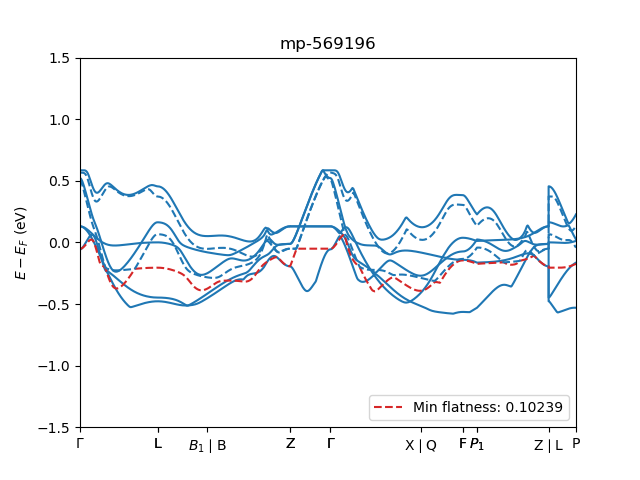 mp-569196
E − E_F (eV)
1.5
1.0
0.5
0.0
−0.5
−1.0
−1.5
Min flatness: 0.10239
Γ L B₁ | B Z Γ X | Q F P₁ Z | L P